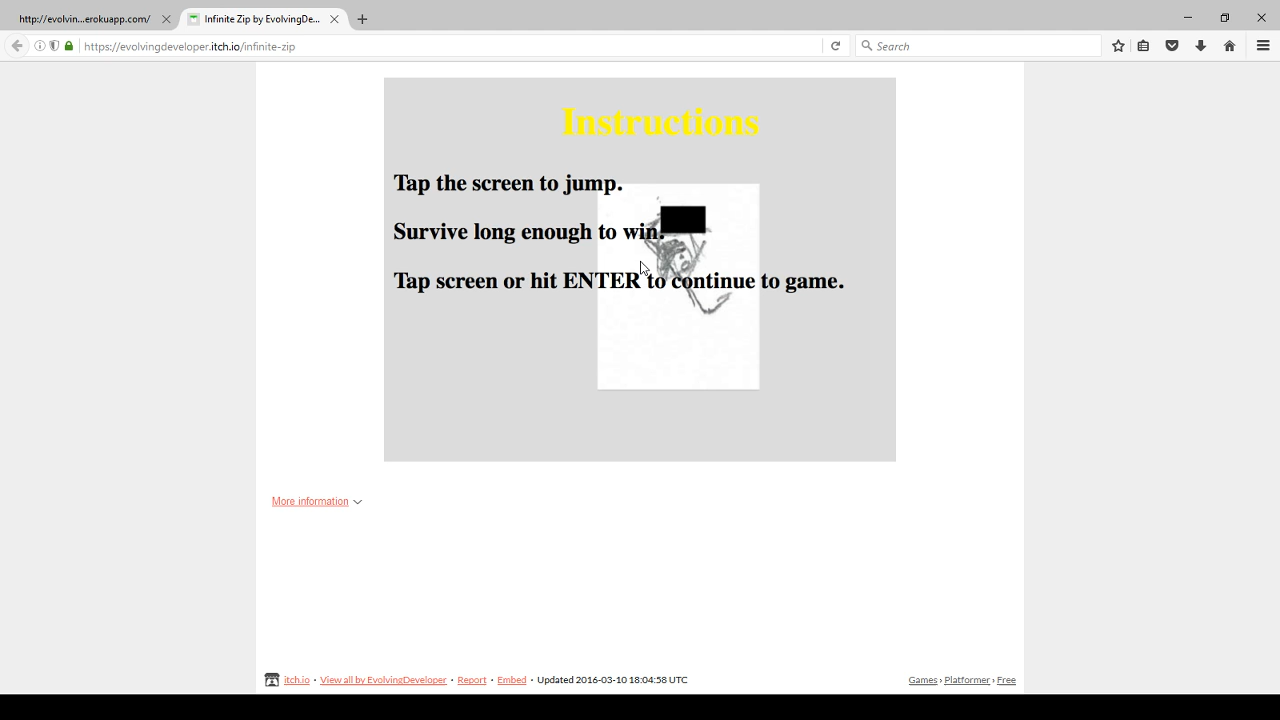 http://evolvin...erokuapp.com/
Infinite Zip by EvolvingDe...
https://evolvingdeveloper.itch.io/infinite-zip
Search
Instructions
Tap the screen to jump.
Survive long enough to win.
Tap screen or hit ENTER to continue to game.
More information
itch.io · View all by EvolvingDeveloper · Report · Embed · Updated 2016-03-10 18:04:58 UTC
Games › Platformer › Free